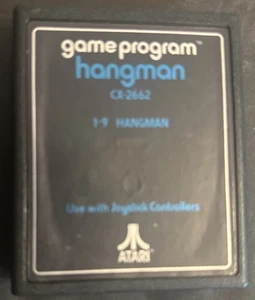 game program™
hangman
CX-2662
1-9 HANGMAN
Use with Joystick Controllers
ATARI